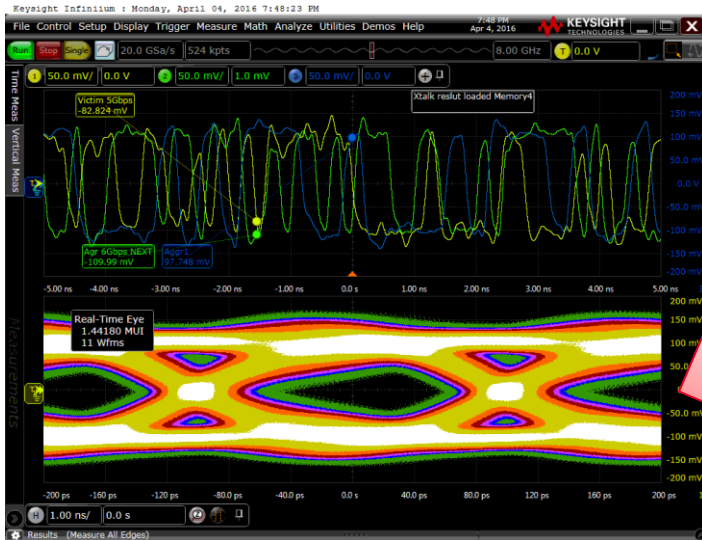 Keysight Infiniium : Monday, April 04, 2016 7:48:23 PM
File Control Setup Display Trigger Measure Math Analyze Utilities Demos Help
7:48 PM
Apr 4, 2016
KEYSIGHT
TECHNOLOGIES
Run Stop Single 20.0 GSa/s 524 kpts 8.00 GHz T 0.0 V
1 50.0 mV/ 0.0 V 2 50.0 mV/ 1.0 mV 3 50.0 mV/ 0.0 V
Time Meas
Vertical Meas
Measurements
Victim 5Gbps
-82.824 mV
Xtalk reslut loaded Memory4
200 mV
150 mV
100 mV
50.0 mV
0.0 V
-50.0 mV
-100 mV
-150 mV
-200 mV
Agr 6Gbps NEXT
-109.99 mV
Aggr1
97.748 mV
-5.00 ns -4.00 ns -3.00 ns -2.00 ns -1.00 ns 0.0 s 1.00 ns 2.00 ns 3.00 ns 4.00 ns 5.00 ns
Real-Time Eye
1.44180 MUI
11 Wfms
200 mV
150 mV
100 m
50.0
-50.0 mV
-100 mV
-150 mV
-200 mV
-200 ps -160 ps -120 ps -80.0 ps -40.0 ps 0.0 s 40.0 ps 80.0 ps 120 ps 160 ps 200 ps
H 1.00 ns/ 0.0 s
Results (Measure All Edges)